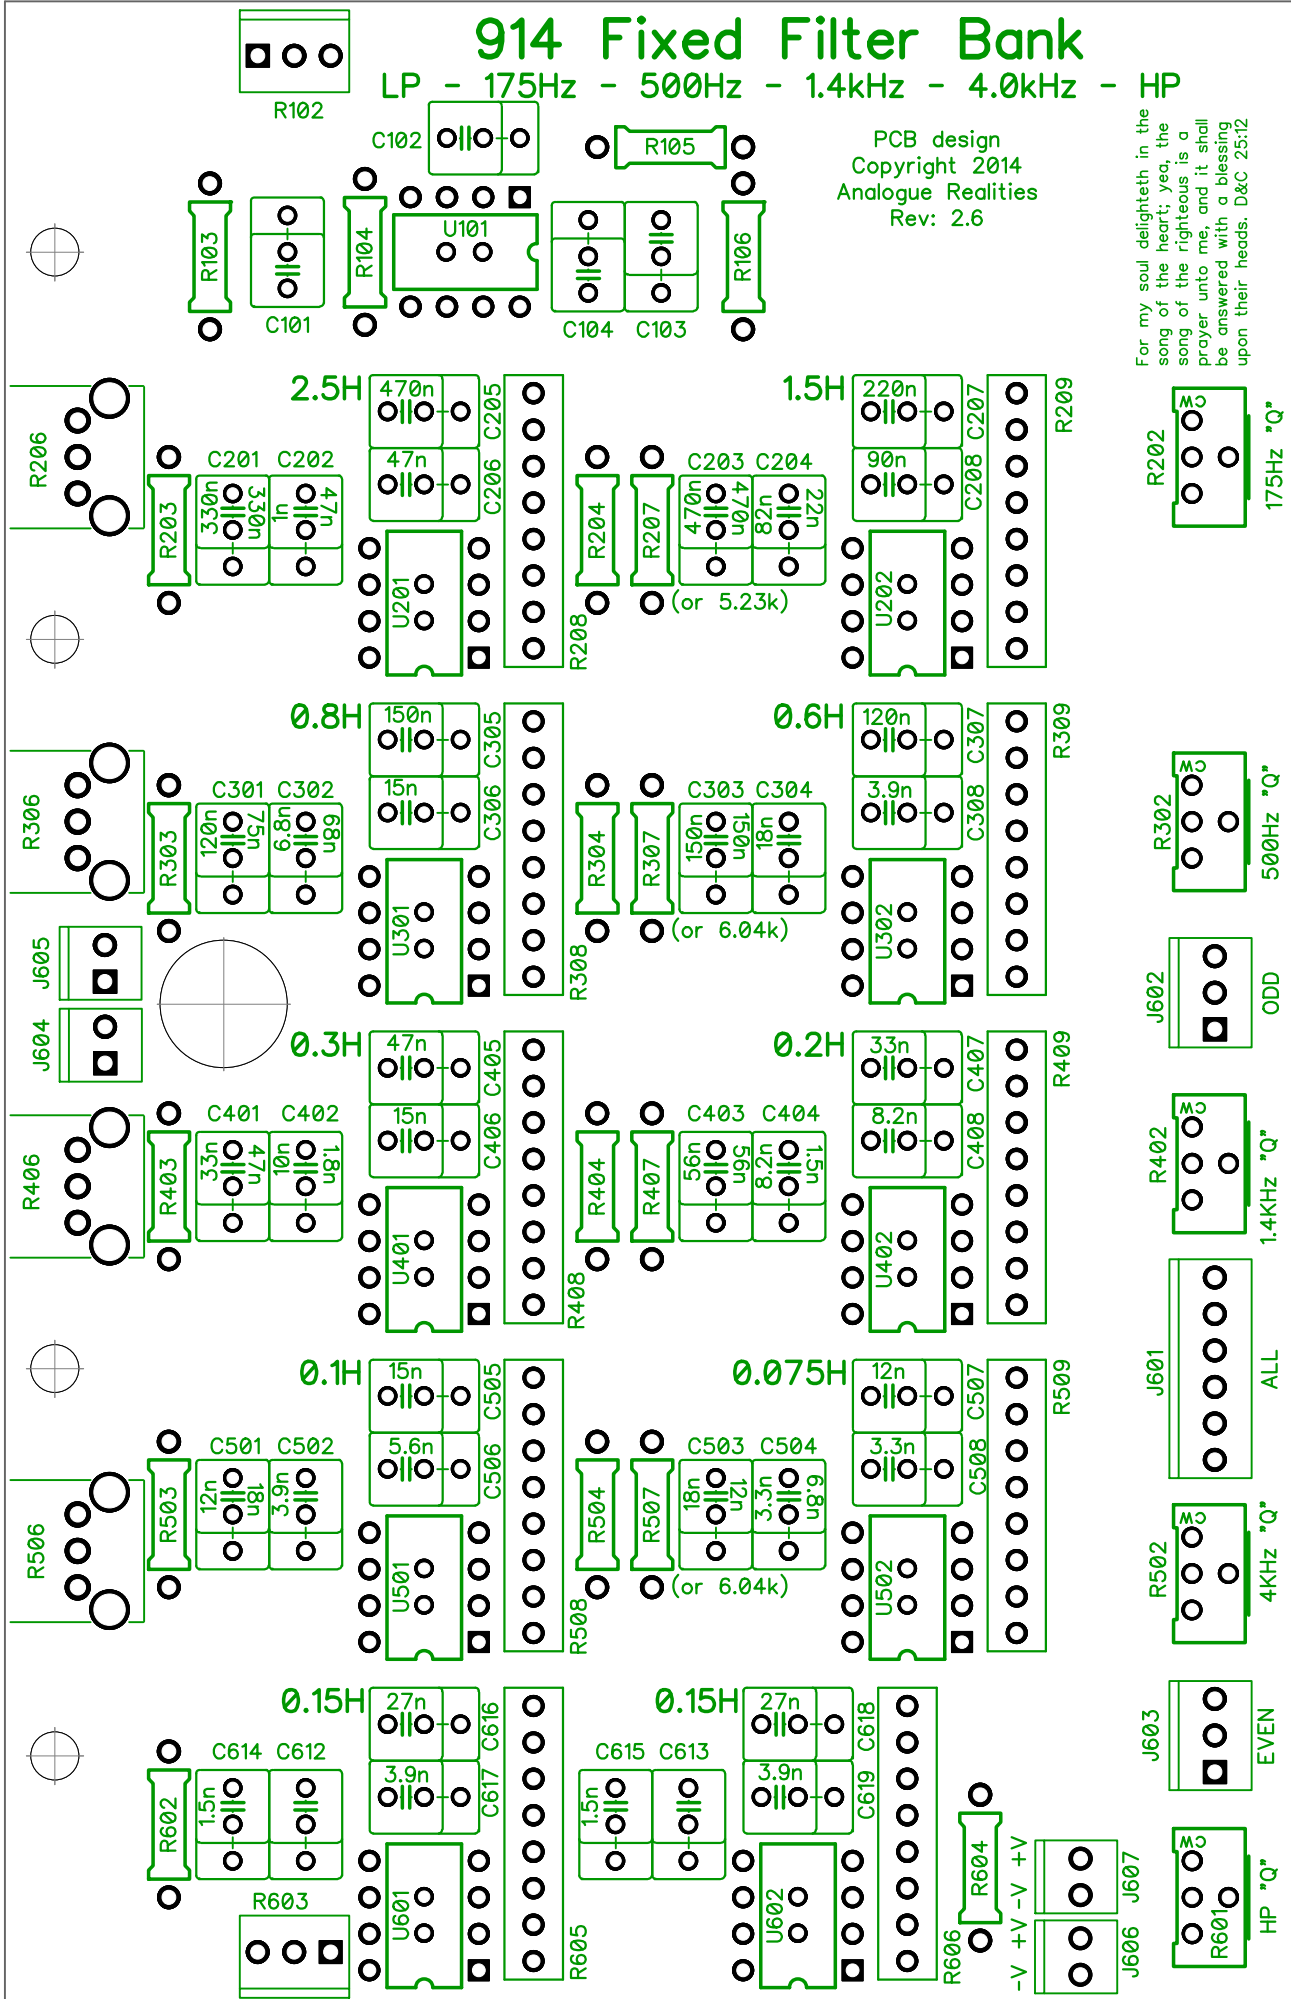 914 Fixed Filter Bank
LP - 175Hz - 500Hz - 1.4kHz - 4.0kHz - HP
R102
C102
R105
PCB design
Copyright 2014
Analogue Realities
Rev: 2.6
For my soul delighteth in the
song of the heart; yea, the
song of the righteous is a
prayer unto me, and it shall
be answered with a blessing
upon their heads. D&C 25:12
R103
C101
R104
U101
C104
C103
R106
R206
R203
C201
C202
330n
330n
1n
47n
2.5H
470n
C205
47n
C206
U201
R208
R204
R207
C203
C204
470n
470n
82n
22n
(or 5.23k)
1.5H
220n
C207
90n
C208
U202
R209
R202
CW
175Hz "Q"
R306
R303
C301
C302
120n
75n
6.8n
68n
0.8H
150n
C305
15n
C306
U301
R308
R304
R307
C303
C304
150n
150n
18n
(or 6.04k)
0.6H
120n
C307
3.9n
C308
U302
R309
R302
CW
500Hz "Q"
J605
J604
J602
ODD
R406
R403
C401
C402
33n
47n
10n
1.8n
0.3H
47n
C405
15n
C406
U401
R408
R404
R407
C403
C404
56n
56n
8.2n
1.5n
0.2H
33n
C407
8.2n
C408
U402
R409
R402
CW
1.4KHz "Q"
J601
ALL
R506
R503
C501
C502
12n
18n
3.9n
0.1H
15n
C505
5.6n
C506
U501
R508
R504
R507
C503
C504
18n
12n
3.3n
6.8n
(or 6.04k)
0.075H
12n
C507
3.3n
C508
U502
R509
R502
CW
4KHz "Q"
J603
EVEN
R602
C614
C612
1.5n
R603
0.15H
27n
C616
3.9n
C617
U601
R605
C615
C613
1.5n
0.15H
27n
C618
3.9n
C619
U602
R606
R604
-V +V
J607
-V +V
J606
R601
CW
HP "Q"